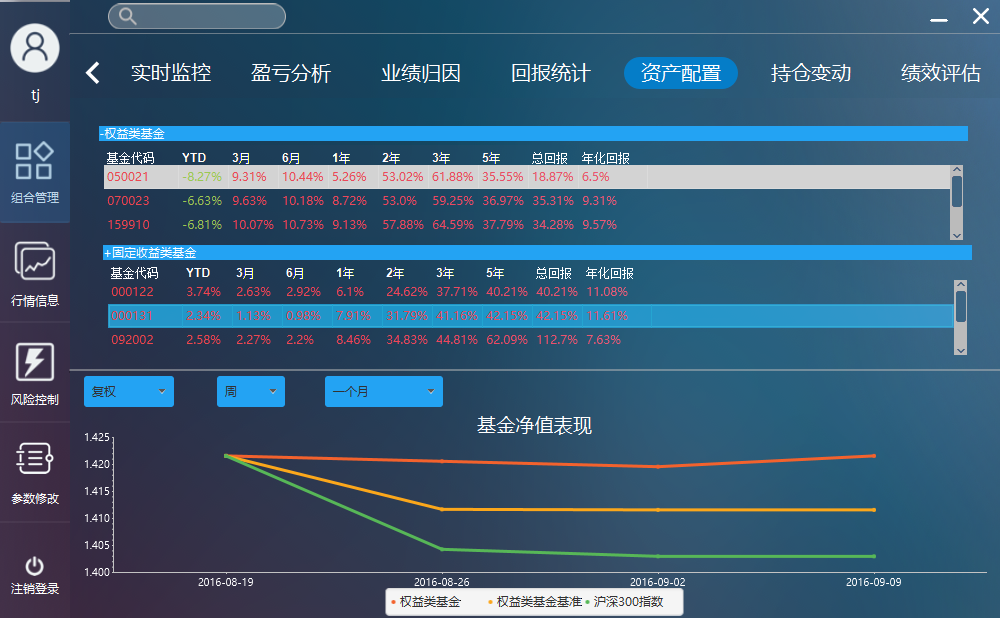 tj
组合管理
行情信息
风险控制
参数修改
注销登录
实时监控 盈亏分析 业绩归因 回报统计 资产配置 持仓变动 绩效评估
-权益类基金
基金代码 YTD 3月 6月 1年 2年 3年 5年 总回报 年化回报
050021 -8.27% 9.31% 10.44% 5.26% 53.02% 61.88% 35.55% 18.87% 6.5%
070023 -6.63% 9.63% 10.18% 8.72% 53.0% 59.25% 36.97% 35.31% 9.31%
159910 -6.81% 10.07% 10.73% 9.13% 57.88% 64.59% 37.79% 34.28% 9.57%
+固定收益类基金
基金代码 YTD 3月 6月 1年 2年 3年 5年 总回报 年化回报
000122 3.74% 2.63% 2.92% 6.1% 24.62% 37.71% 40.21% 40.21% 11.08%
000131 2.34% 1.13% 0.98% 7.91% 31.79% 41.16% 42.15% 42.15% 11.61%
092002 2.58% 2.27% 2.2% 8.46% 34.83% 44.81% 62.09% 112.7% 7.63%
复权 周 一个月
基金净值表现
1.425
1.420
1.415
1.410
1.405
1.400
2016-08-19 2016-08-26 2016-09-02 2016-09-09
权益类基金 权益类基金基准 沪深300指数